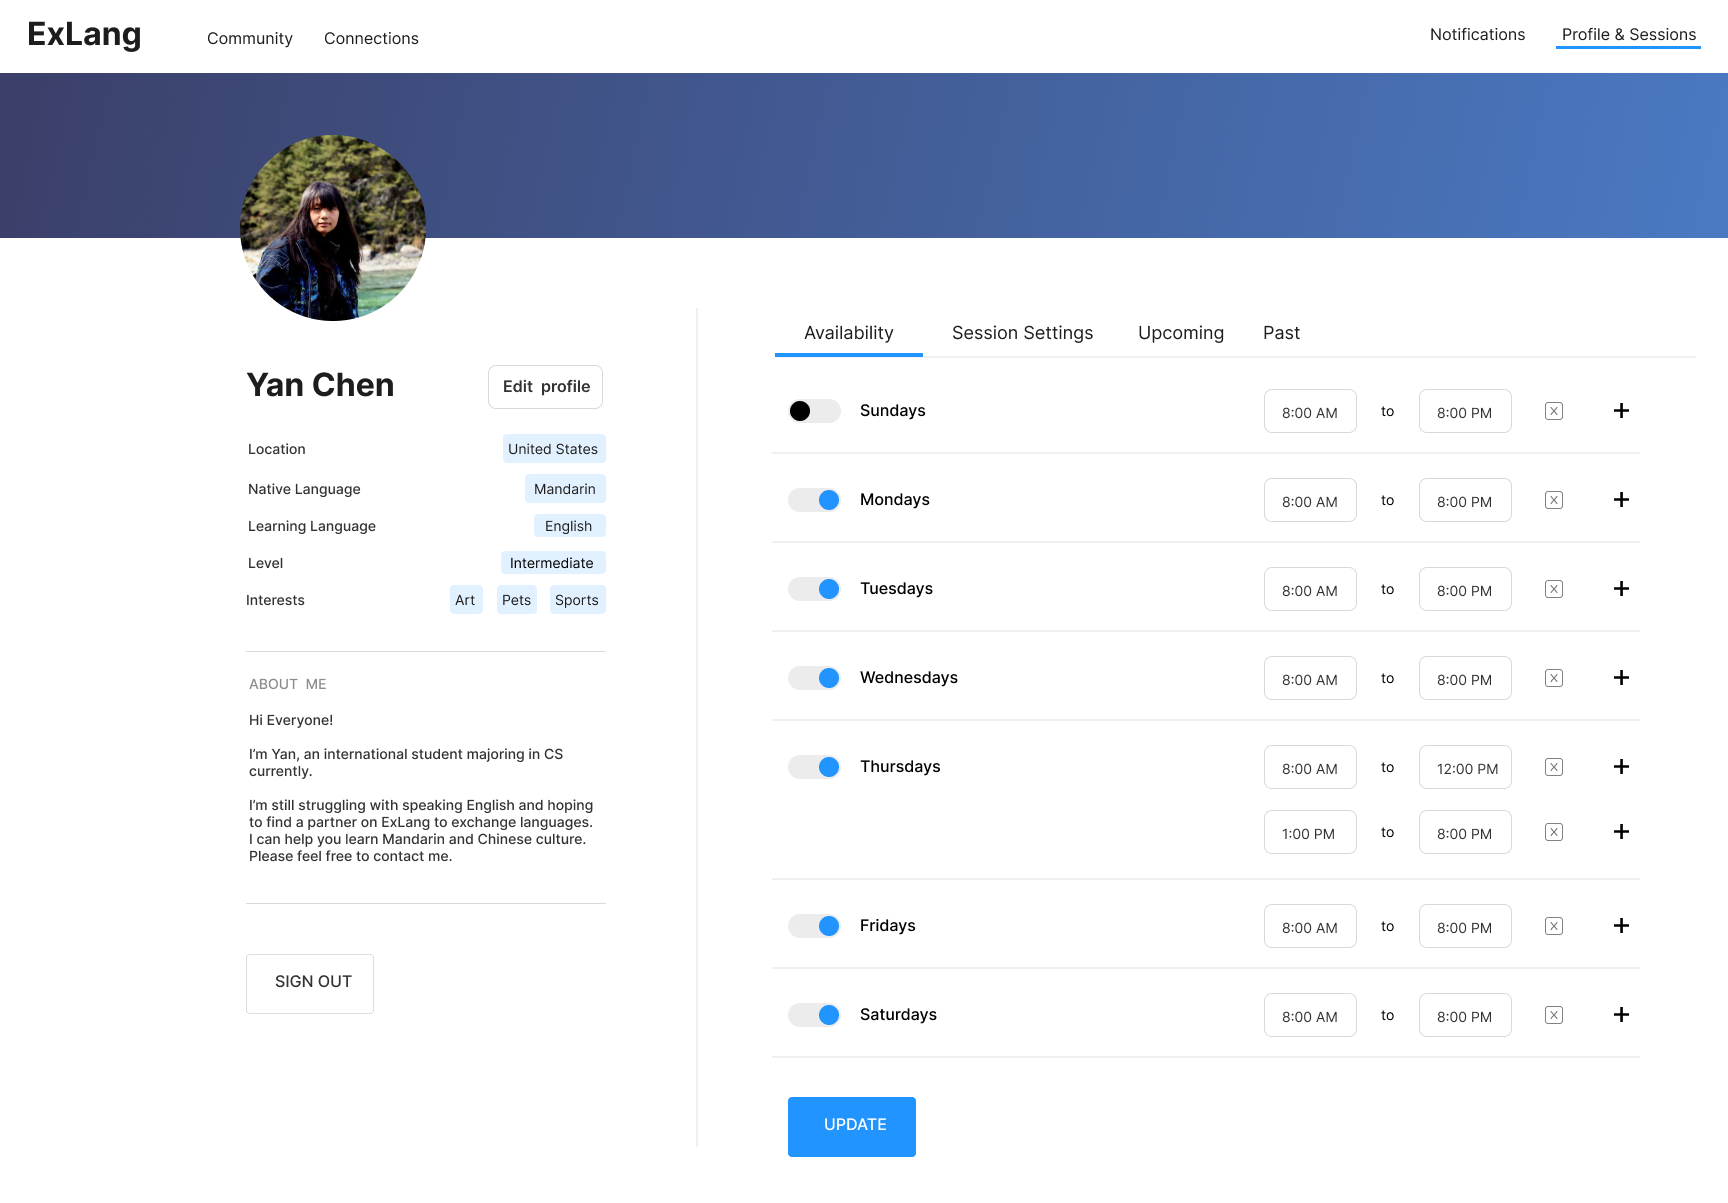 ExLang
Community
Connections
Notifications
Profile & Sessions
Yan Chen
Edit profile
Location
United States
Native Language
Mandarin
Learning Language
English
Level
Intermediate
Interests
Art
Pets
Sports
ABOUT ME
Hi Everyone!
I'm Yan, an international student majoring in CS
currently.
I'm still struggling with speaking English and hoping
to find a partner on ExLang to exchange languages.
I can help you learn Mandarin and Chinese culture.
Please feel free to contact me.
SIGN OUT
Availability
Session Settings
Upcoming
Past
Sundays
8:00 AM
to
8:00 PM
Mondays
8:00 AM
to
8:00 PM
Tuesdays
8:00 AM
to
8:00 PM
Wednesdays
8:00 AM
to
8:00 PM
Thursdays
8:00 AM
to
12:00 PM
1:00 PM
to
8:00 PM
Fridays
8:00 AM
to
8:00 PM
Saturdays
8:00 AM
to
8:00 PM
UPDATE